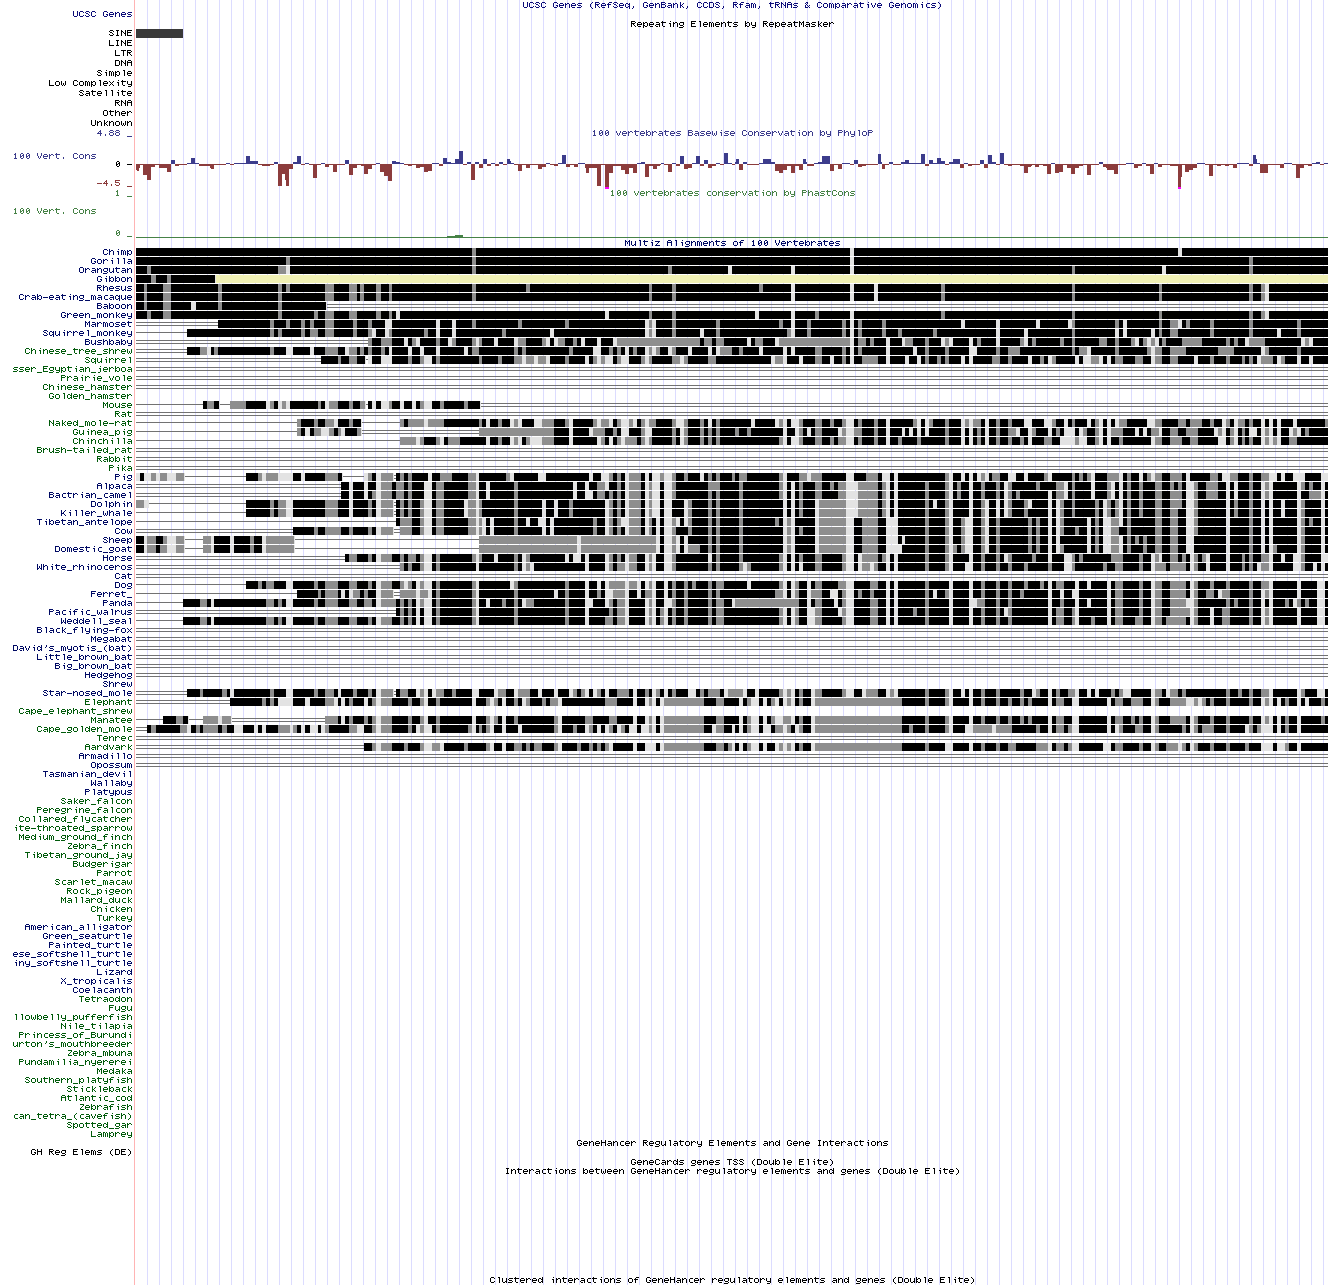 UCSC Genes (RefSeq, GenBank, CCDS, Rfam, tRNAs & Comparative Genomics)
UCSC Genes
Repeating Elements by RepeatMasker
SINE
LINE
LTR
DNA
Simple
Low Complexity
Satellite
RNA
Other
Unknown
100 vertebrates Basewise Conservation by PhyloP
4.88 _
100 Vert. Cons
0 _
-4.5 _
100 vertebrates conservation by PhastCons
1 _
100 Vert. Cons
0 _
Multiz Alignments of 100 Vertebrates
Chimp
Gorilla
Orangutan
Gibbon
Rhesus
Crab-eating_macaque
Baboon
Green_monkey
Marmoset
Squirrel_monkey
Bushbaby
Chinese_tree_shrew
Squirrel
sser_Egyptian_jerboa
Prairie_vole
Chinese_hamster
Golden_hamster
Mouse
Rat
Naked_mole-rat
Guinea_pig
Chinchilla
Brush-tailed_rat
Rabbit
Pika
Pig
Alpaca
Bactrian_camel
Dolphin
Killer_whale
Tibetan_antelope
Cow
Sheep
Domestic_goat
Horse
White_rhinoceros
Cat
Dog
Ferret_
Panda
Pacific_walrus
Weddell_seal
Black_flying-fox
Megabat
David's_myotis_(bat)
Little_brown_bat
Big_brown_bat
Hedgehog
Shrew
Star-nosed_mole
Elephant
Cape_elephant_shrew
Manatee
Cape_golden_mole
Tenrec
Aardvark
Armadillo
Opossum
Tasmanian_devil
Wallaby
Platypus
Saker_falcon
Peregrine_falcon
Collared_flycatcher
ite-throated_sparrow
Medium_ground_finch
Zebra_finch
Tibetan_ground_jay
Budgerigar
Parrot
Scarlet_macaw
Rock_pigeon
Mallard_duck
Chicken
Turkey
American_alligator
Green_seaturtle
Painted_turtle
ese_softshell_turtle
iny_softshell_turtle
Lizard
X_tropicalis
Coelacanth
Tetraodon
Fugu
llowbelly_pufferfish
Nile_tilapia
Princess_of_Burundi
urton's_mouthbreeder
Zebra_mbuna
Pundamilia_nyererei
Medaka
Southern_platyfish
Stickleback
Atlantic_cod
Zebrafish
can_tetra_(cavefish)
Spotted_gar
Lamprey
GeneHancer Regulatory Elements and Gene Interactions
GH Reg Elems (DE)
GeneCards genes TSS (Double Elite)
Interactions between GeneHancer regulatory elements and genes (Double Elite)
Clustered interactions of GeneHancer regulatory elements and genes (Double Elite)